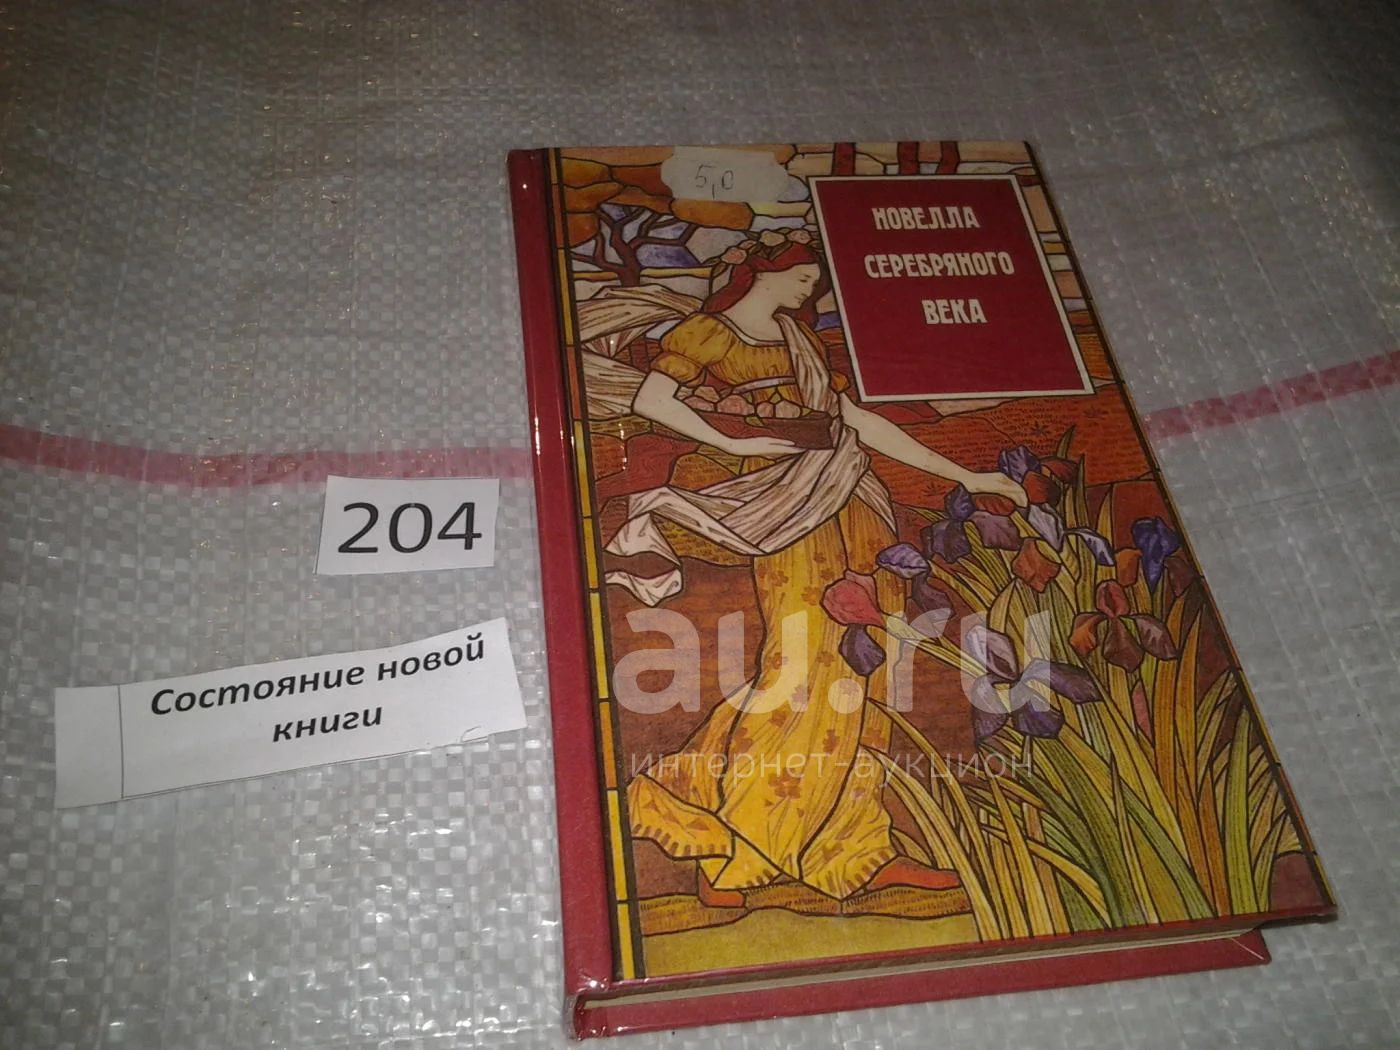 5,0
НОВЕЛЛА
СЕРЕБРЯНОГО
ВЕКА
204
Состояние новой
книги
au.ru
интернет-аукцион